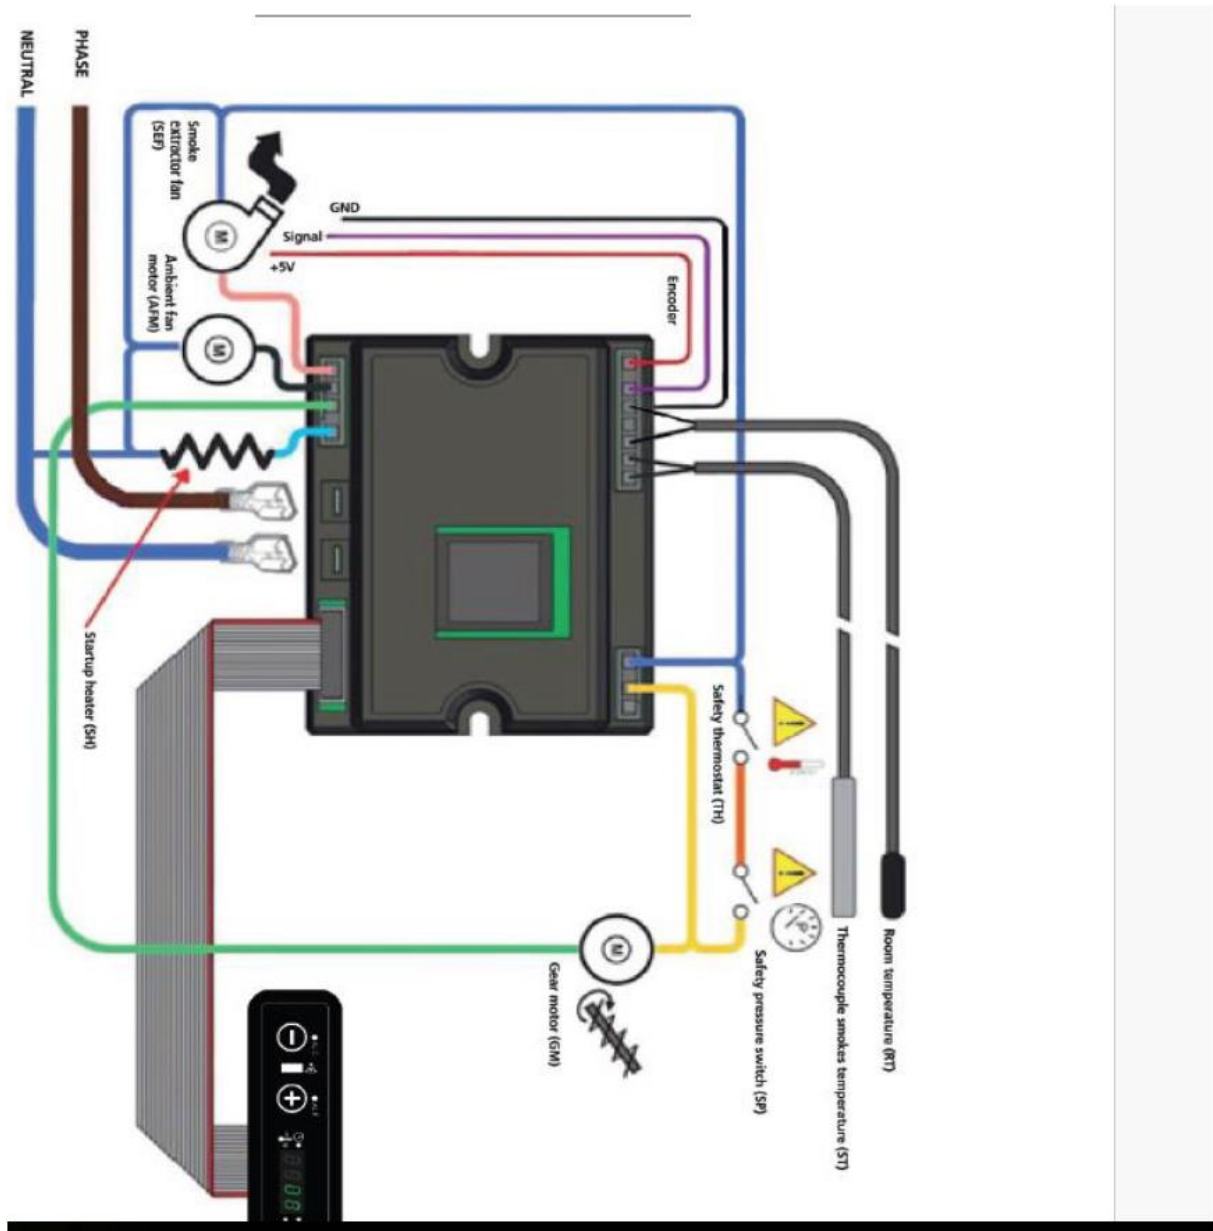 NEUTRAL
PHASE
Smoke
extractor fan
(SEF)
M
GND
Signal
+5V
Encoder
Ambient fan
motor (AFM)
M
Startup heater (SH)
Safety thermostat (TH)
M
Gear motor (GM)
Safety pressure switch (SP)
P
Thermocouple smokes temperature (ST)
Room temperature (RT)